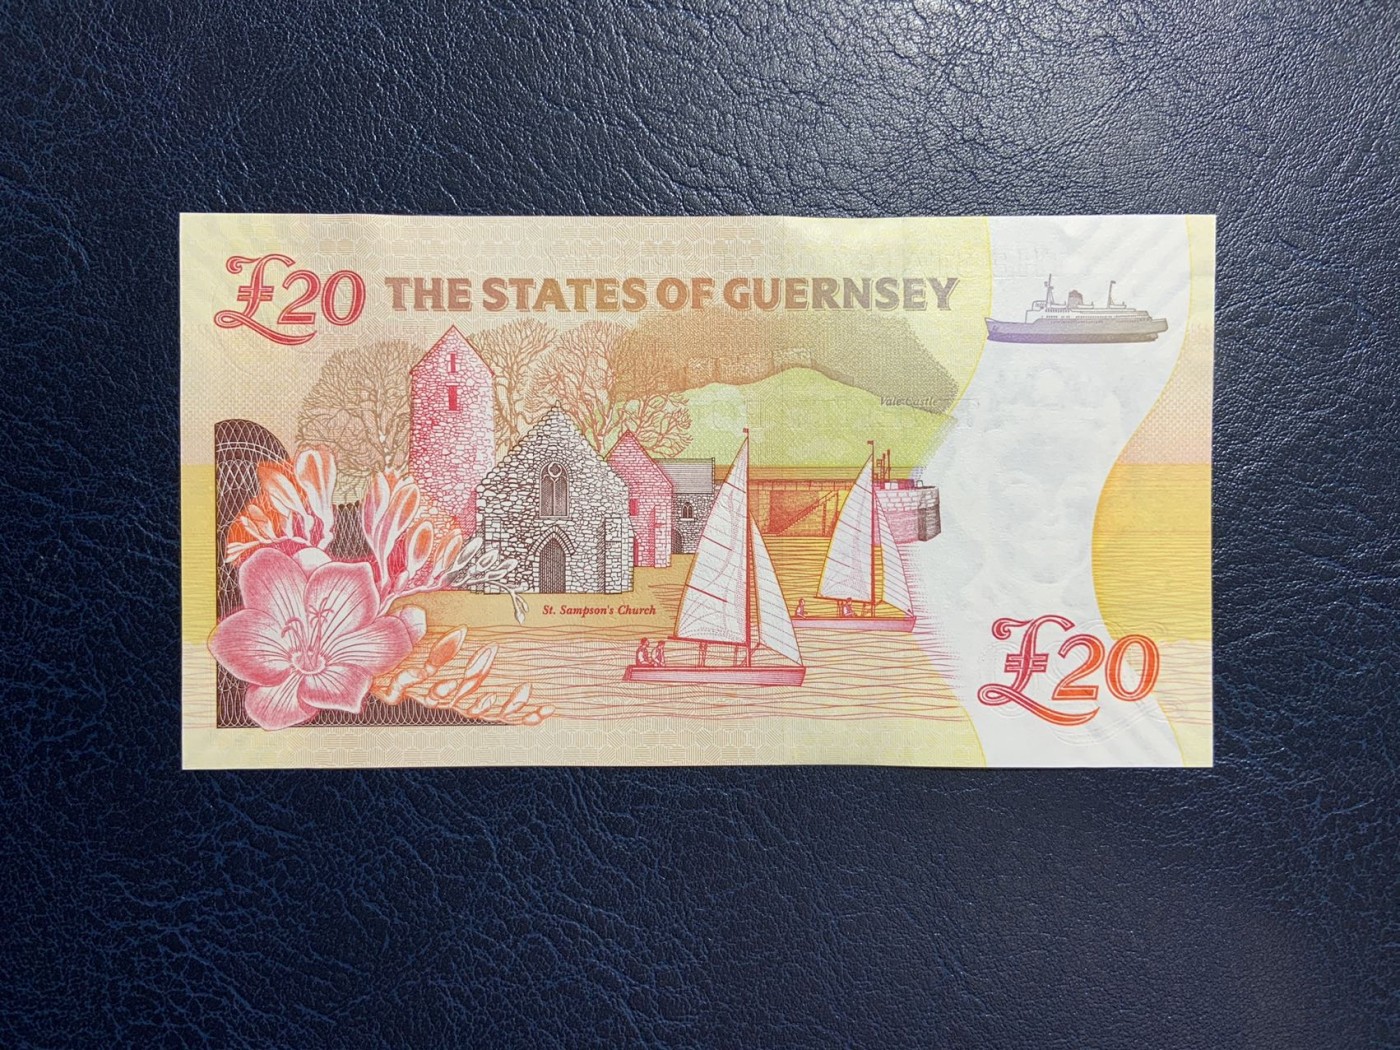 £20 THE STATES OF GUERNSEY
Vale Castle
St. Sampson's Church
£20